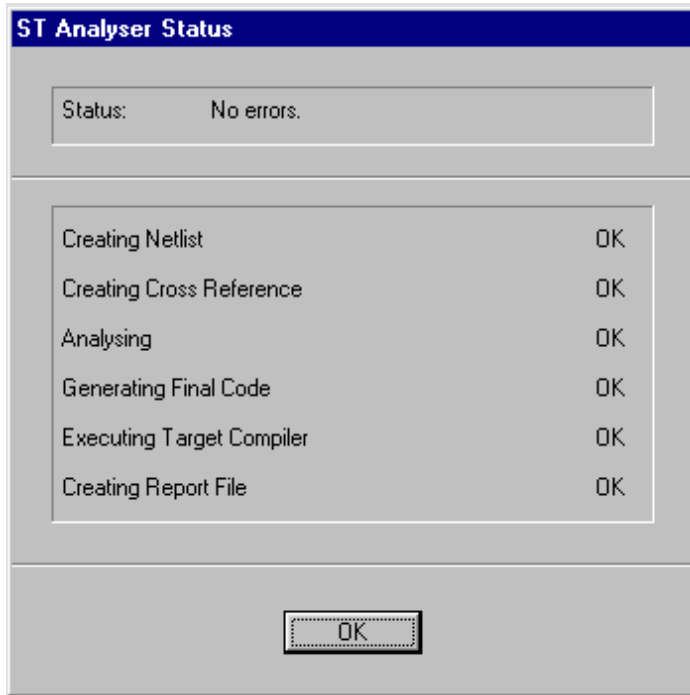 ST Analyser Status
Status: No errors.
Creating Netlist OK
Creating Cross Reference OK
Analysing OK
Generating Final Code OK
Executing Target Compiler OK
Creating Report File OK
OK